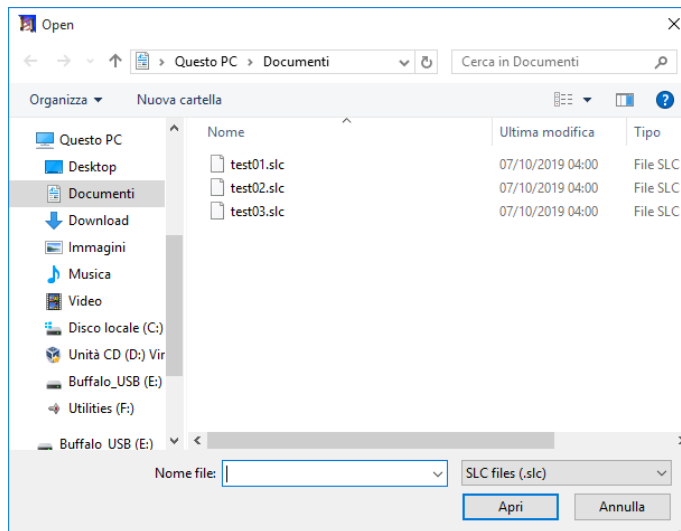 Open
Questo PC > Documenti
Cerca in Documenti
Organizza
Nuova cartella
Nome
Ultima modifica
Tipo
Questo PC
Desktop
Documenti
Download
Immagini
Musica
Video
Disco locale (C:)
Unità CD (D:) Vir
Buffalo_USB (E:)
Utilities (F:)
Buffalo USB (E:)
test01.slc 07/10/2019 04:00 File SLC
test02.slc 07/10/2019 04:00 File SLC
test03.slc 07/10/2019 04:00 File SLC
Nome file:
SLC files (.slc)
Apri
Annulla